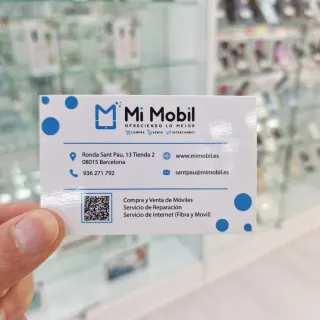 Mi Mobil
OFRECIENDO LO MEJOR
COMPRA VENTA INTERCAMBIO
Ronda Sant Pau, 13 Tienda 2
08015 Barcelona
www.mimobil.es
936 271 792
santpau@mimobil.es
Compra y Venta de Móviles
Servicio de Reparación
Servicio de Internet (Fibra y Movil)